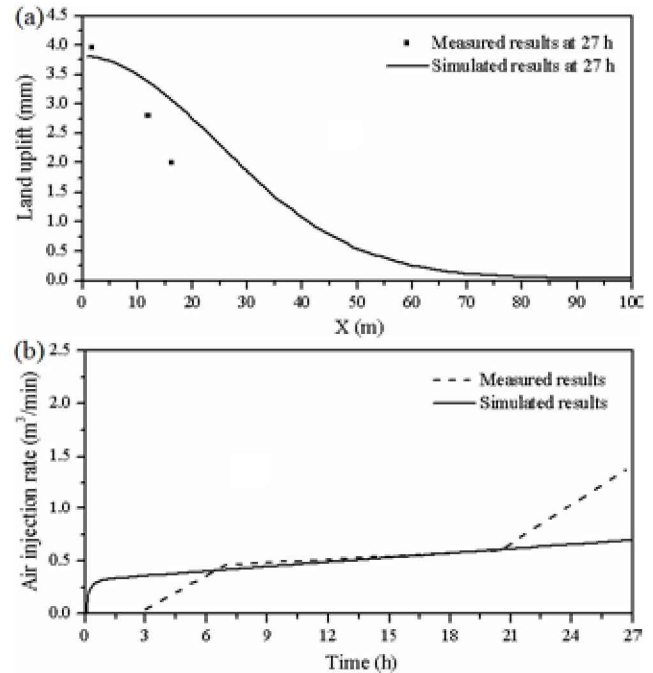 (a)
4.5
4.0
3.5
3.0
2.5
2.0
1.5
1.0
0.5
0.0
Land uplift (mm)
Measured results at 27 h
Simulated results at 27 h
0 10 20 30 40 50 60 70 80 90 100
X (m)
(b)
2.5
2.0
1.5
1.0
0.5
0.0
Air injection rate (m³/min)
Measured results
Simulated results
0 3 6 9 12 15 18 21 24 27
Time (h)